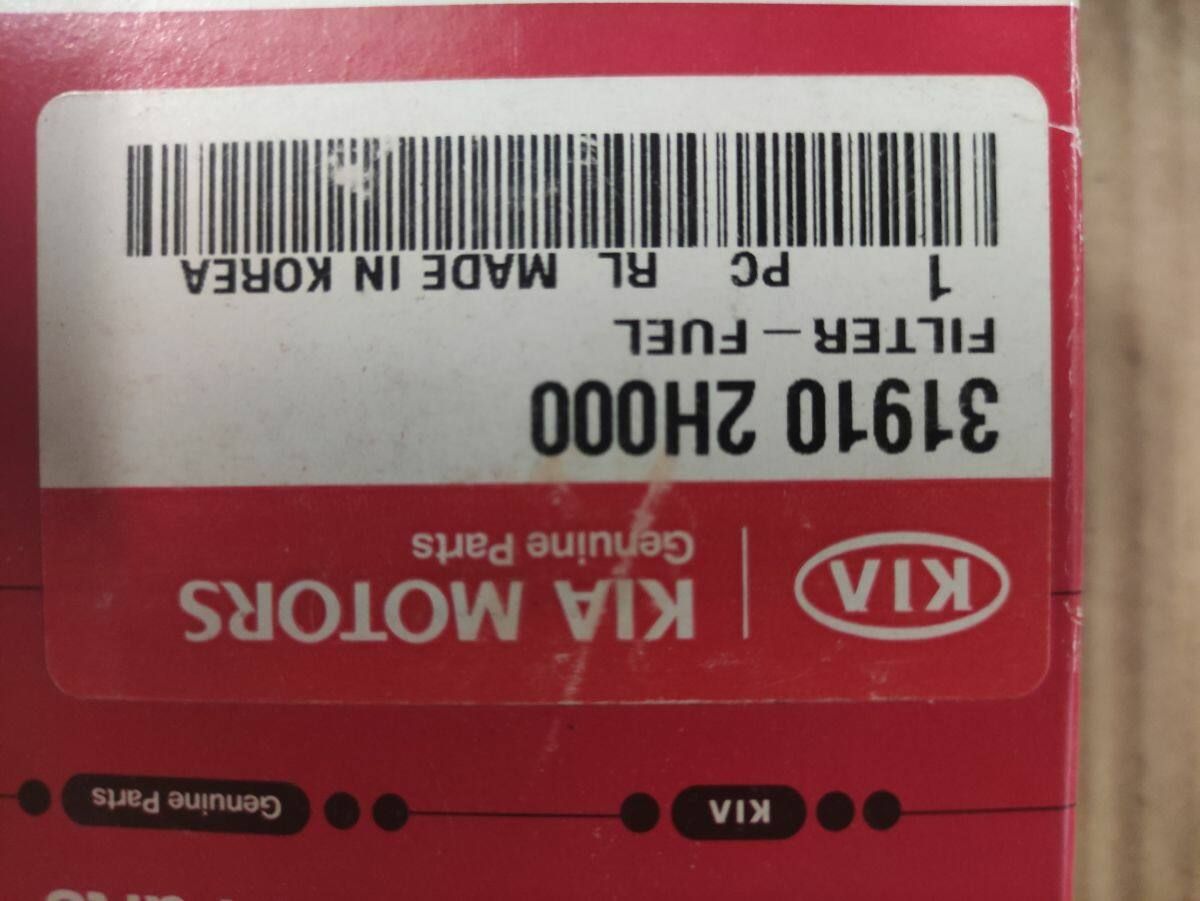 KIA
KIA MOTORS
Genuine Parts
31910 2H000
FILTER - FUEL
1 PC RL MADE IN KOREA
KIA
Genuine Parts